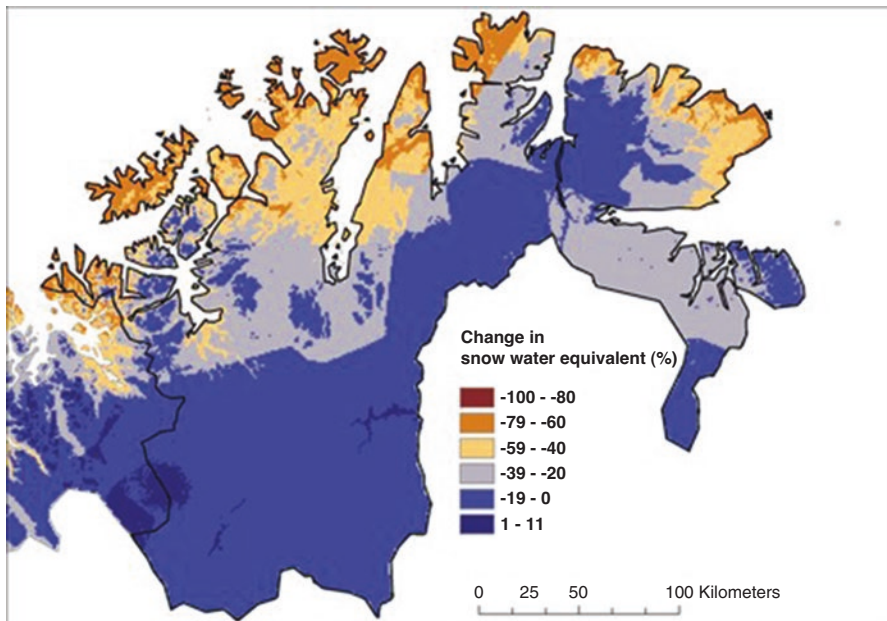 Change in
snow water equivalent (%)
-100 - -80
-79 - -60
-59 - -40
-39 - -20
-19 - 0
1 - 11
0 25 50 100 Kilometers